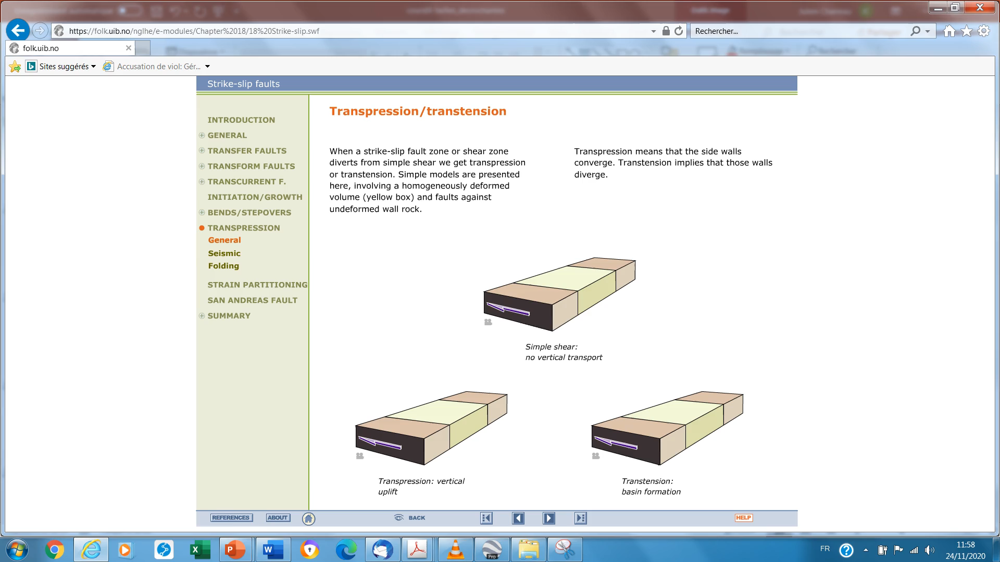 https://folk.uib.no/nglhe/e-modules/Chapter%2018/18%20Strike-slip.swf
Rechercher...
folk.uib.no
Sites suggérés
Accusation de viol: Gér...
Strike-slip faults
INTRODUCTION
GENERAL
TRANSFER FAULTS
TRANSFORM FAULTS
TRANSCURRENT F.
INITIATION/GROWTH
BENDS/STEPOVERS
TRANSPRESSION
General
Seismic
Folding
STRAIN PARTITIONING
SAN ANDREAS FAULT
SUMMARY
Transpression/transtension
When a strike-slip fault zone or shear zone
diverts from simple shear we get transpression
or transtension. Simple models are presented
here, involving a homogeneously deformed
volume (yellow box) and faults against
undeformed wall rock.
Transpression means that the side walls
converge. Transtension implies that those walls
diverge.
Simple shear:
no vertical transport
Transpression: vertical
uplift
Transtension:
basin formation
REFERENCES
ABOUT
BACK
HELP
Pro
FR
11:58
24/11/2020